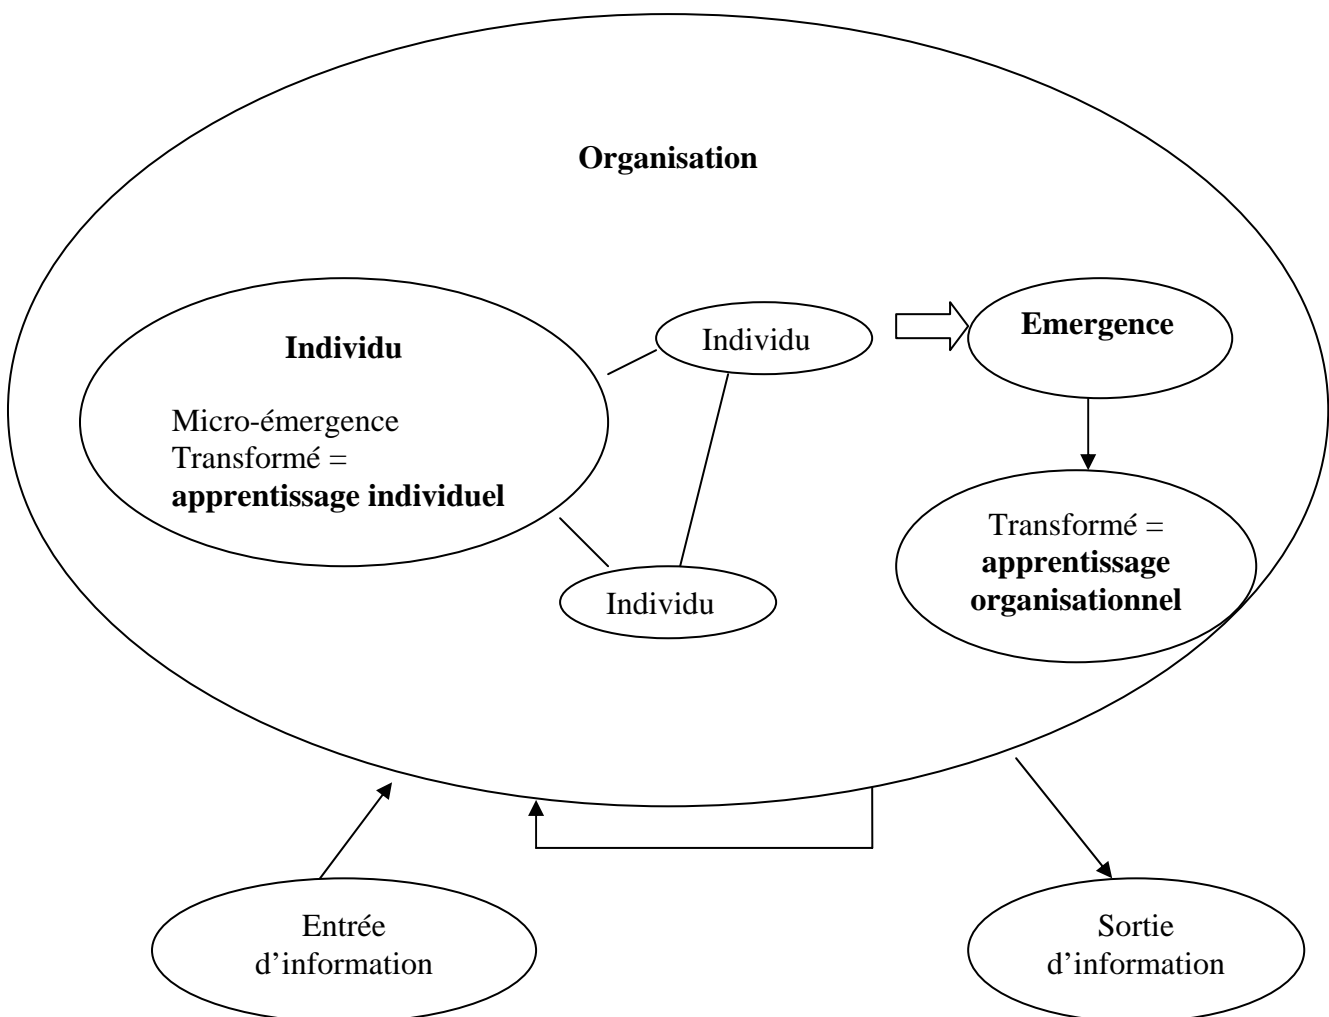 Organisation
Individu
Micro-émergence
Transformé =
apprentissage individuel
Individu
Individu
Emergence
Transformé =
apprentissage
organisationnel
Entrée
d’information
Sortie
d’information